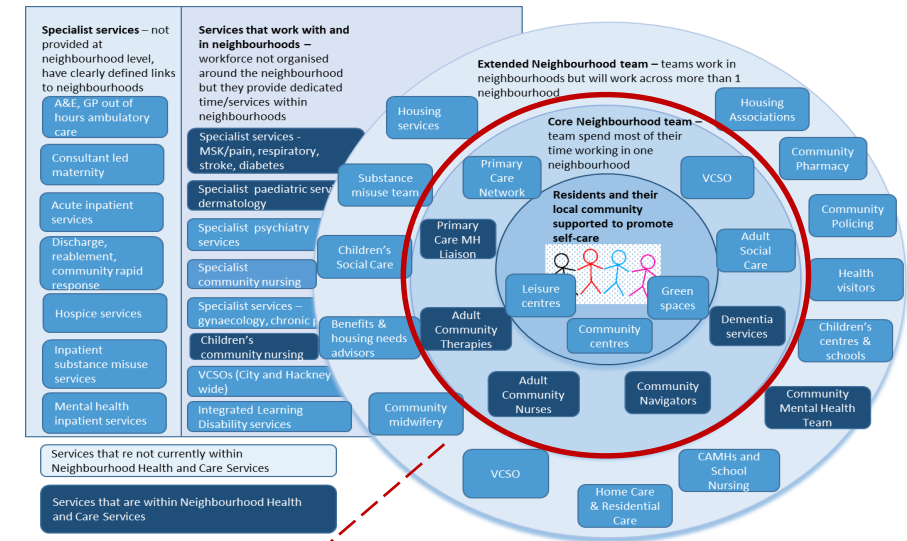 Specialist services – not
provided at
neighbourhood level,
have clearly defined links
to neighbourhoods
A&E, GP out of
hours ambulatory
care
Consultant led
maternity
Acute inpatient
services
Discharge,
reablement,
community rapid
response
Hospice services
Inpatient
substance misuse
services
Mental health
inpatient services
Services that work with and
in neighbourhoods –
workforce not organised
around the neighbourhood
but they provide dedicated
time/services within
neighbourhoods
Specialist services -
MSK/pain, respiratory,
stroke, diabetes
Specialist paediatric servi
dermatology
Specialist psychiatry
services
Specialist
community nursing
Specialist services –
gynaecology, chronic p
Children's
community nursing
VCSOs (City and Hackney
wide)
Integrated Learning
Disability services
Extended Neighbourhood team – teams work in
neighbourhoods but will work across more than 1
neighbourhood
Housing
services
Substance
misuse team
Children's
Social Care
Benefits &
housing needs
advisors
Community
midwifery
VCSO
Home Care
& Residential
Care
CAMHs and
School
Nursing
Community
Mental Health
Team
Children's
centres &
schools
Health
visitors
Community
Policing
Community
Pharmacy
Housing
Associations
Core Neighbourhood team –
team spend most of their
time working in one
neighbourhood
Primary
Care
Network
VCSO
Primary
Care MH
Liaison
Adult
Social
Care
Adult
Community
Therapies
Dementia
services
Adult
Community
Nurses
Community
Navigators
Residents and their
local community
supported to promote
self-care
Leisure
centres
Green
spaces
Community
centres
Services that re not currently within
Neighbourhood Health and Care Services
Services that are within Neighbourhood Health
and Care Services